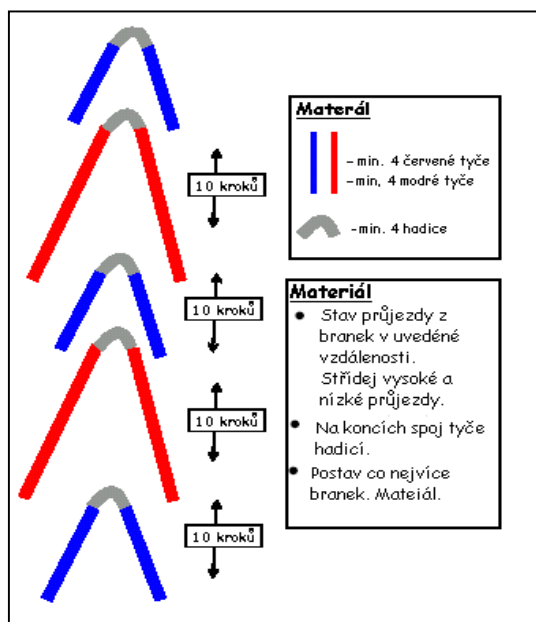 Materál
-min. 4 červené tyče
-min, 4 modré tyče
-min. 4 hadice
10 kroků
10 kroků
10 kroků
10 kroků
Materiál
• Stav průjezdy z
branek v uvedéné
vzdálenosti.
Střídej vysoké a
nízké průjezdy.
• Na koncích spoj tyče
hadicí.
• Postav co nejvíce
branek. Mateiál.